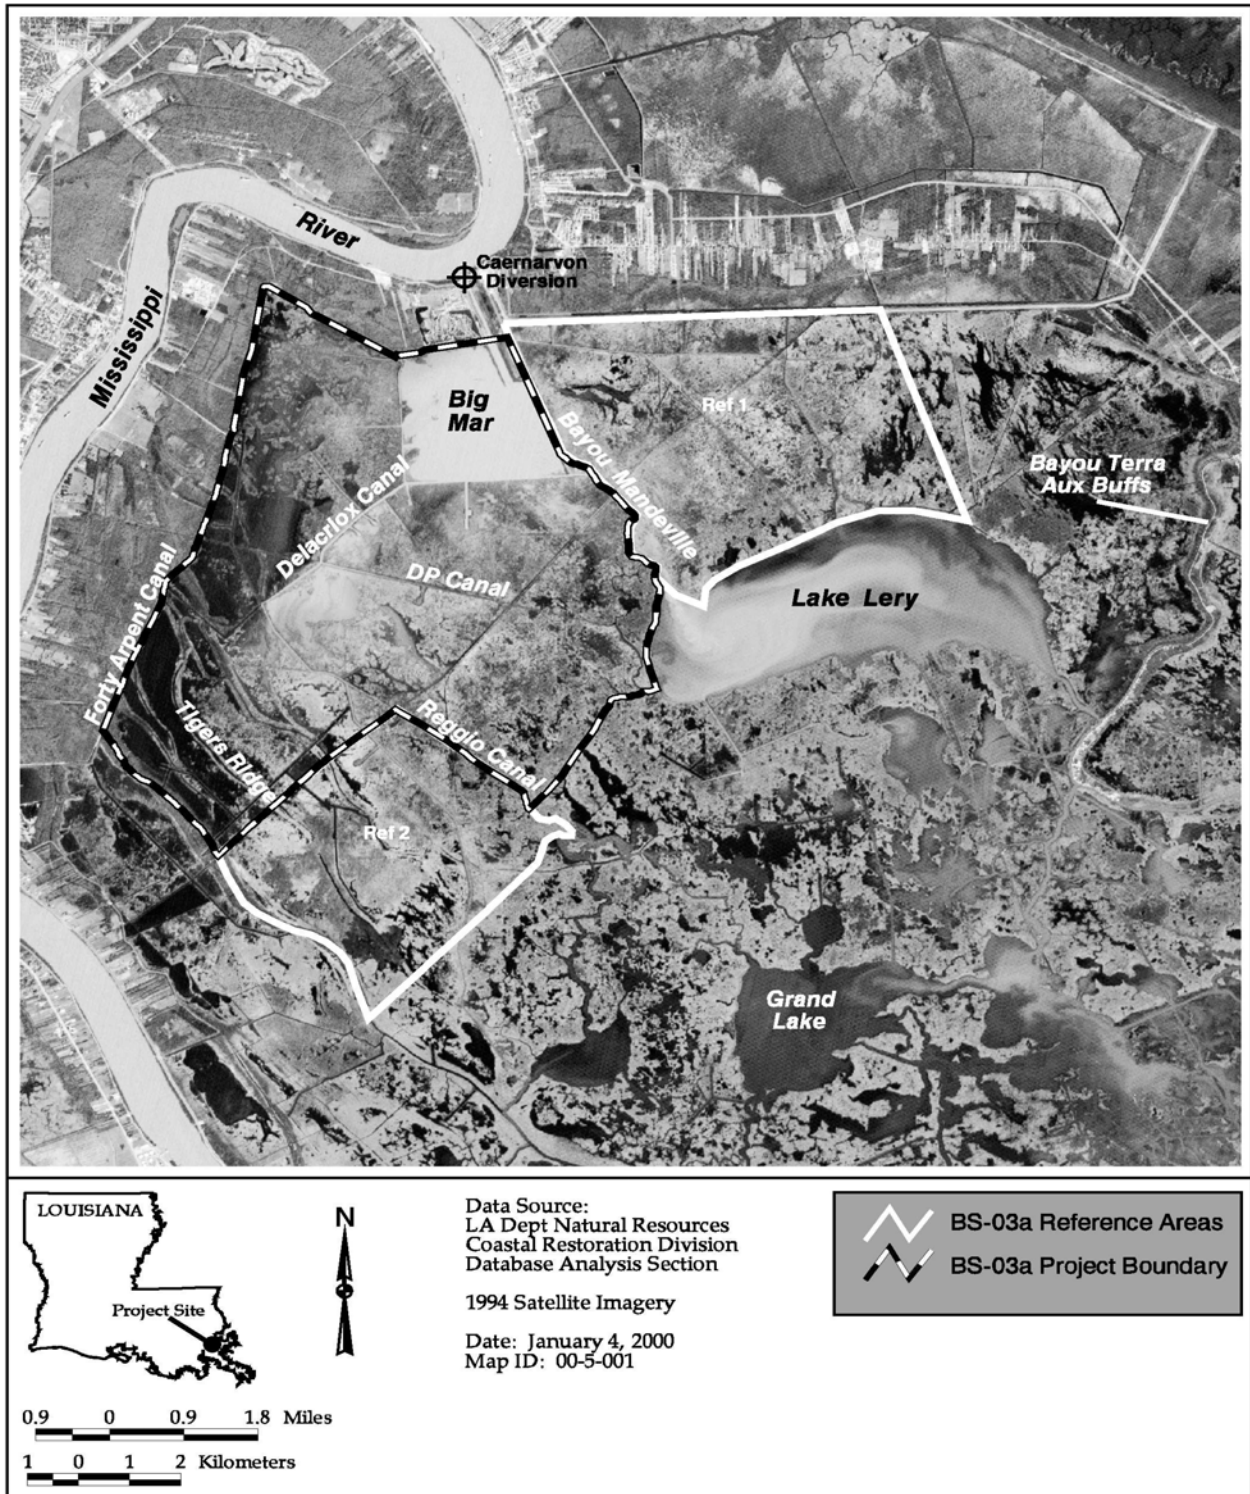 River
Mississippi
Caernarvon
Diversion
Big
Mar
Ref 1
Bayou Mandeville
Bayou Terra
Aux Buffs
Delacrlox Canal
DP Canal
Lake Lery
Forty Arpent Canal
Tigers Ridge
Reggio Canal
Ref 2
Grand
Lake
LOUISIANA
Project Site
N
Data Source:
LA Dept Natural Resources
Coastal Restoration Division
Database Analysis Section
1994 Satellite Imagery
Date: January 4, 2000
Map ID: 00-5-001
BS-03a Reference Areas
BS-03a Project Boundary
0.9 0 0.9 1.8 Miles
1 0 1 2 Kilometers